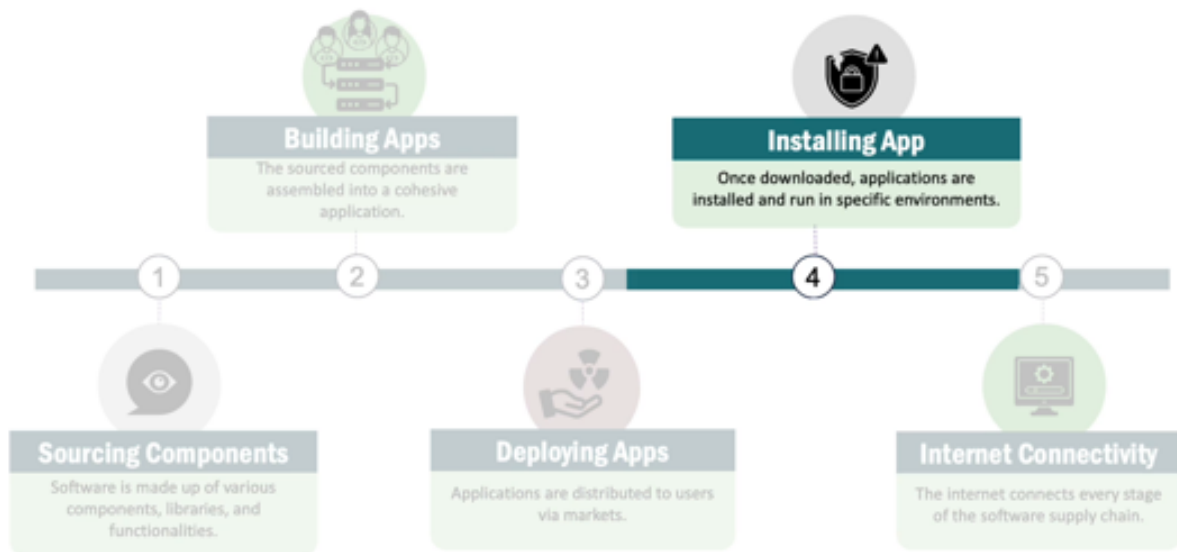 Building Apps
The sourced components are
assembled into a cohesive
application.
Installing App
Once downloaded, applications are
installed and run in specific environments.
1
2
3
4
5
Sourcing Components
Software is made up of various
components, libraries, and
functionalities.
Deploying Apps
Applications are distributed to users
via markets.
Internet Connectivity
The internet connects every stage
of the software supply chain.